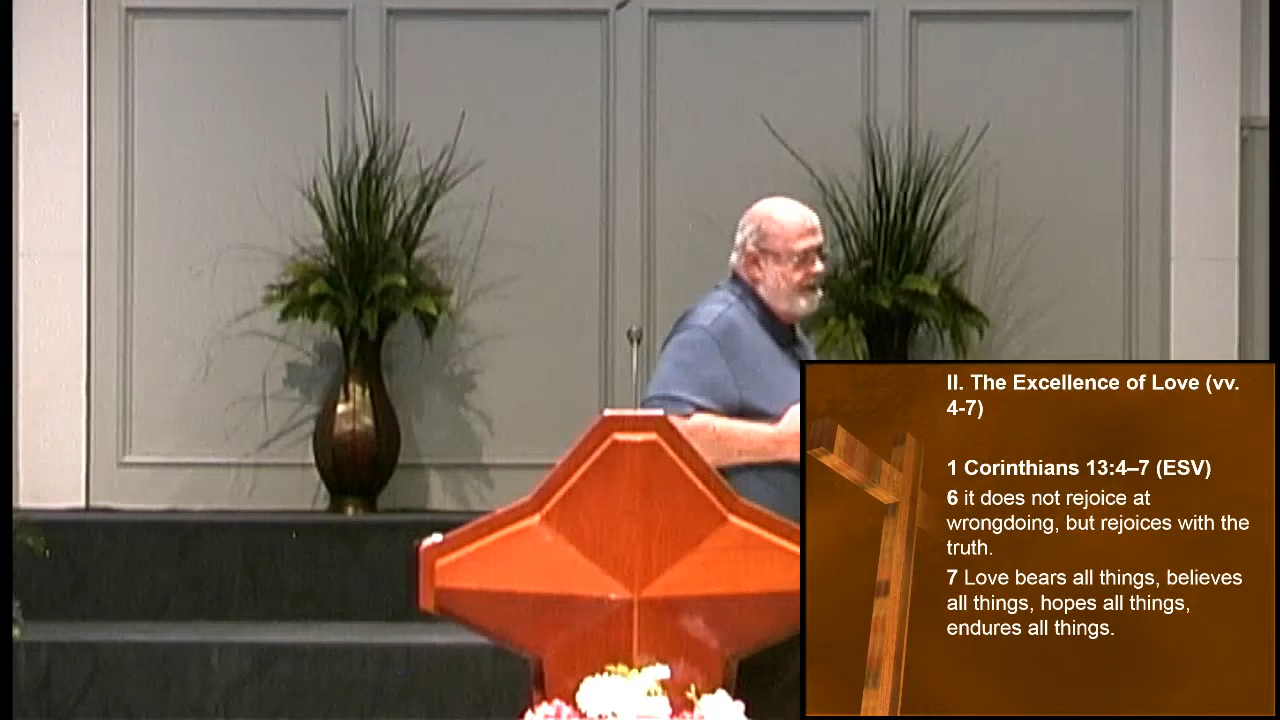 II. The Excellence of Love (vv.
4-7)
1 Corinthians 13:4–7 (ESV)
6 it does not rejoice at
wrongdoing, but rejoices with the
truth.
7 Love bears all things, believes
all things, hopes all things,
endures all things.